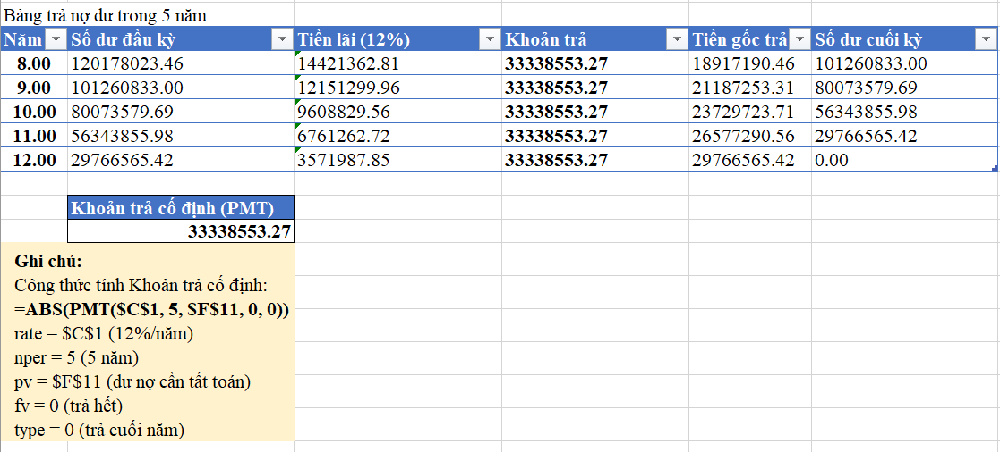 Bảng trả nợ dư trong 5 năm
Năm Số dư đầu kỳ Tiền lãi (12%) Khoản trả Tiền gốc trả Số dư cuối kỳ
8.00 120178023.46 14421362.81 33338553.27 18917190.46 101260833.00
9.00 101260833.00 12151299.96 33338553.27 21187253.31 80073579.69
10.00 80073579.69 9608829.56 33338553.27 23729723.71 56343855.98
11.00 56343855.98 6761262.72 33338553.27 26577290.56 29766565.42
12.00 29766565.42 3571987.85 33338553.27 29766565.42 0.00
Khoản trả cố định (PMT)
33338553.27
Ghi chú:
Công thức tính Khoản trả cố định:
=ABS(PMT($C$1, 5, $F$11, 0, 0))
rate = $C$1 (12%/năm)
nper = 5 (5 năm)
pv = $F$11 (dư nợ cần tất toán)
fv = 0 (trả hết)
type = 0 (trả cuối năm)